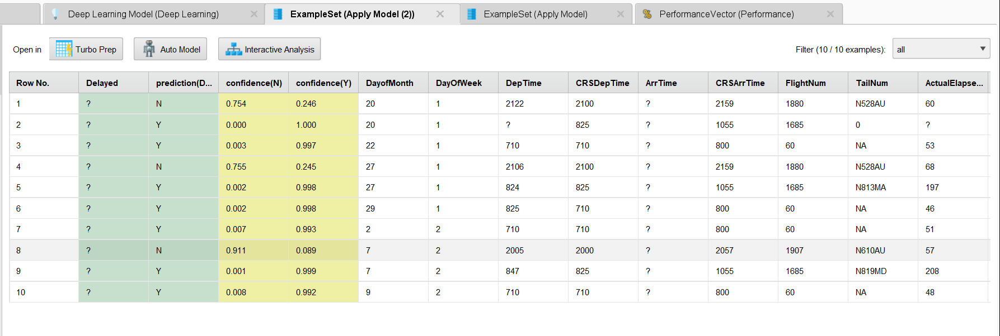 Deep Learning Model (Deep Learning) ExampleSet (Apply Model (2)) ExampleSet (Apply Model) PerformanceVector (Performance)
Open in Turbo Prep Auto Model Interactive Analysis Filter (10 / 10 examples): all
Row No. Delayed prediction(D... confidence(N) confidence(Y) DayofMonth DayOfWeek DepTime CRSDepTime ArrTime CRSArrTime FlightNum TailNum ActualElapse...
1 ? N 0.754 0.246 20 1 2122 2100 ? 2159 1880 N528AU 60
2 ? Y 0.000 1.000 20 1 ? 825 ? 1055 1685 0 ?
3 ? Y 0.003 0.997 22 1 710 710 ? 800 60 NA 53
4 ? N 0.755 0.245 27 1 2106 2100 ? 2159 1880 N528AU 68
5 ? Y 0.002 0.998 27 1 824 825 ? 1055 1685 N813MA 197
6 ? Y 0.002 0.998 29 1 825 710 ? 800 60 NA 46
7 ? Y 0.007 0.993 2 2 710 710 ? 800 60 NA 51
8 ? N 0.911 0.089 7 2 2005 2000 ? 2057 1907 N610AU 57
9 ? Y 0.001 0.999 7 2 847 825 ? 1055 1685 N819MD 208
10 ? Y 0.008 0.992 9 2 710 710 ? 800 60 NA 48